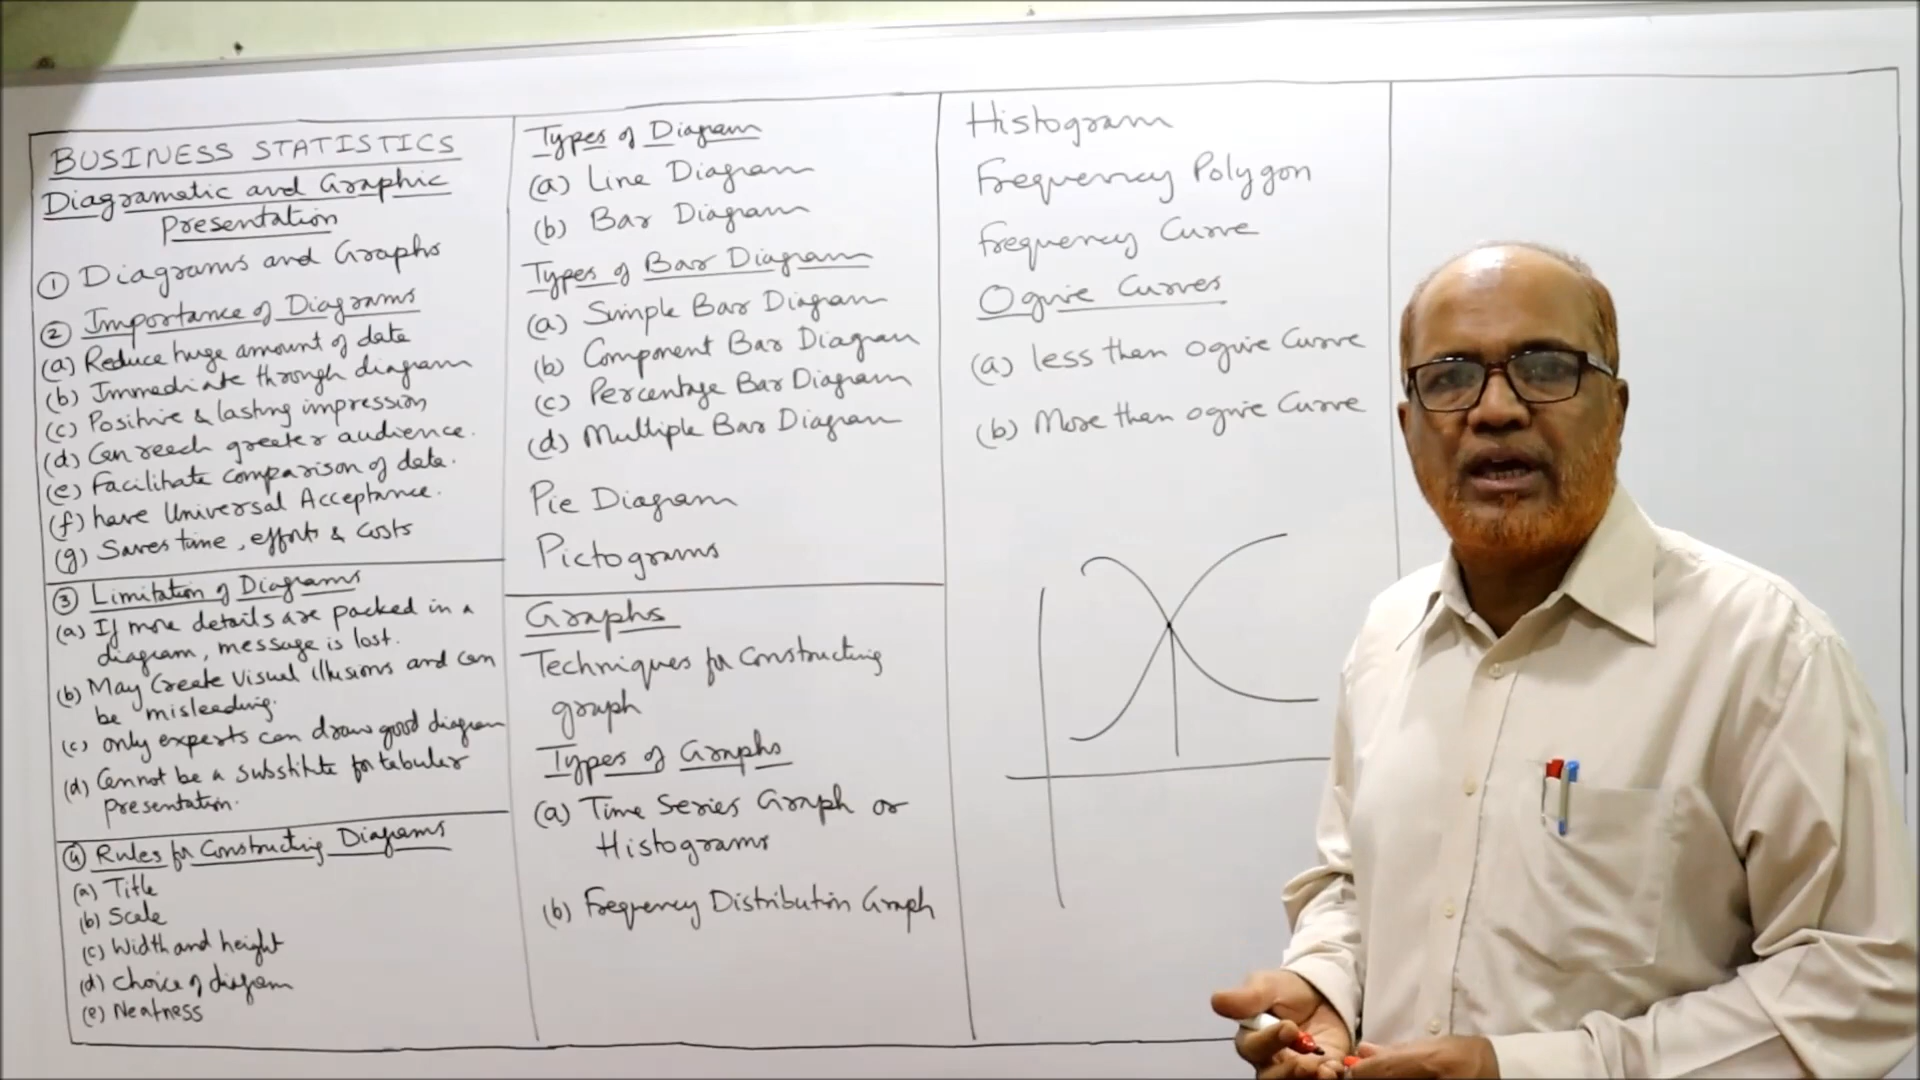 BUSINESS STATISTICS
Diagramatic and Graphic
Presentation
① Diagrams and Graphs
② Importance of Diagrams
(a) Reduce huge amount of data
(b) Immediate through diagram
(c) Positive & lasting impression
(d) Can reach greater audience.
(e) Facilitate comparison of data.
(f) have Universal Acceptance.
(g) Saves time, efforts & Costs
③ Limitation of Diagrams
(a) If more details are packed in a
diagram, message is lost.
(b) May Create Visual illusions and can
be misleading.
(c) only experts can draw good diagram
(d) Cannot be a substitute for tabular
presentation.
④ Rules for Constructing Diagrams
(a) Title
(b) Scale
(c) Width and height
(d) Choice of diagram
(e) Neatness
Types of Diagram
(a) Line Diagram
(b) Bar Diagram
Types of Bar Diagram
(a) Simple Bar Diagram
(b) Component Bar Diagram
(c) Percentage Bar Diagram
(d) Multiple Bar Diagram
Pie Diagram
Pictograms
Graphs
Techniques for Constructing
graph
Types of Graphs
(a) Time Series Graph or
Histograms
(b) Frequency Distribution Graph
Histogram
Frequency Polygon
Frequency Curve
Ogive Curves
(a) less then ogive Curve
(b) More then ogive Curve